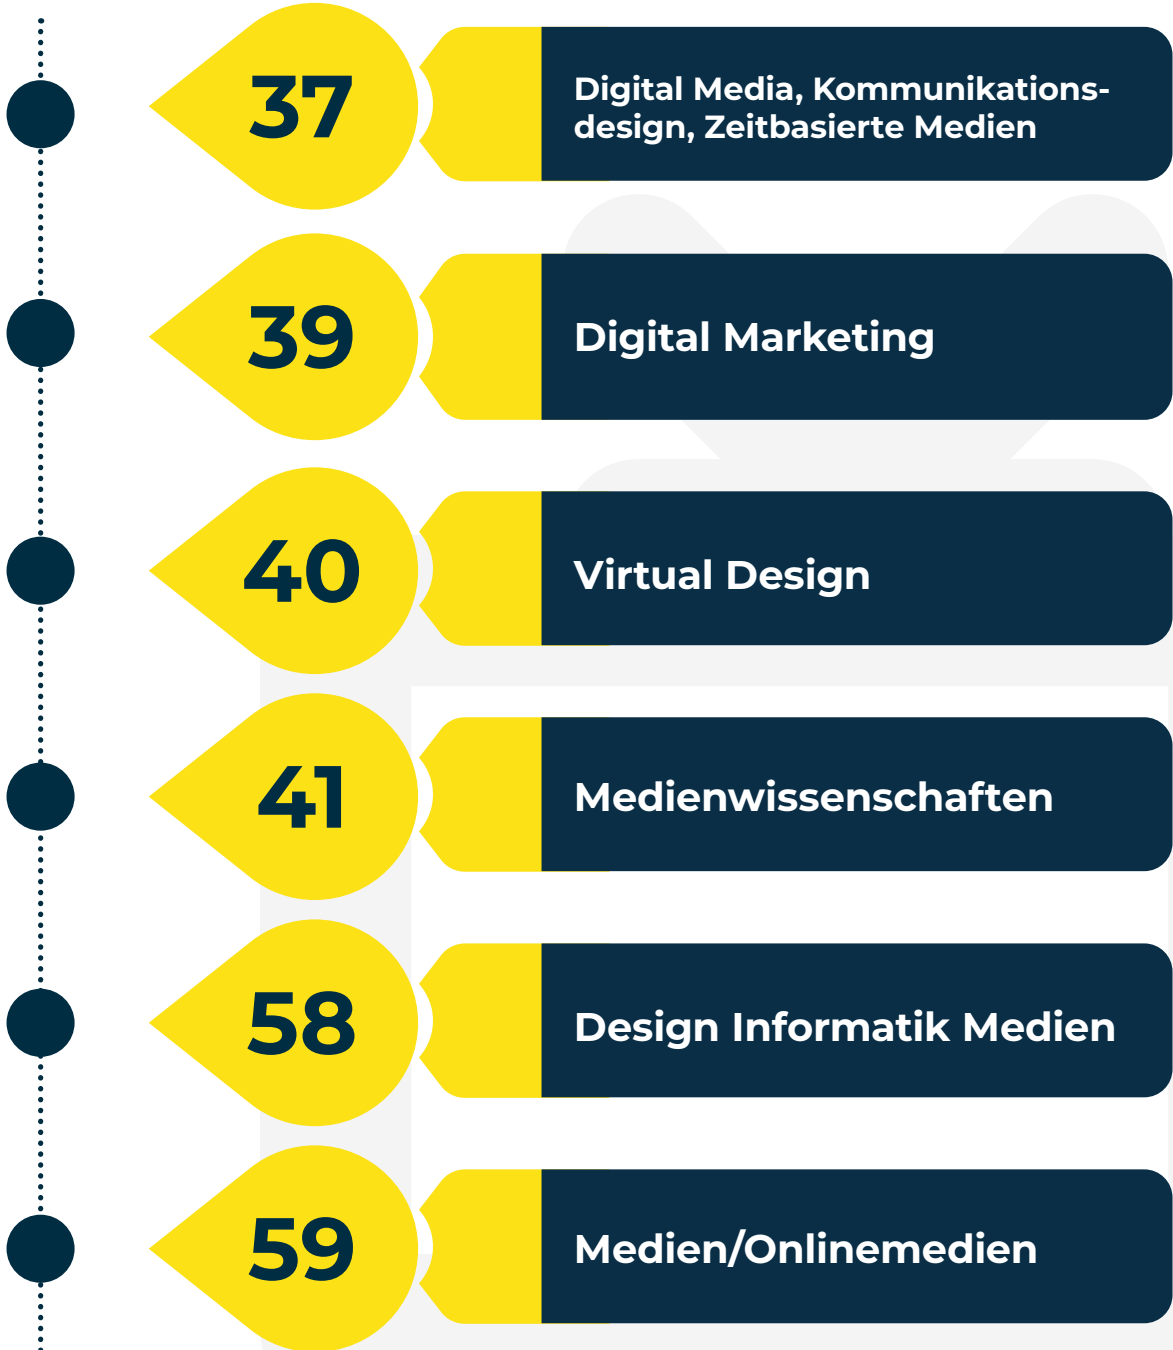 37
Digital Media, Kommunikations-
design, Zeitbasierte Medien
39
Digital Marketing
40
Virtual Design
41
Medienwissenschaften
58
Design Informatik Medien
59
Medien/Onlinemedien